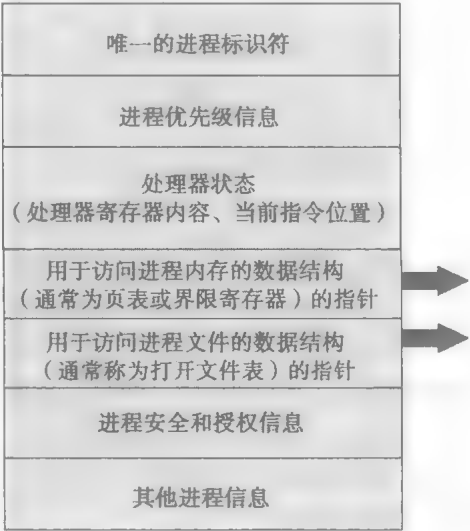 唯一的进程标识符
进程优先级信息
处理器状态
(处理器寄存器内容、当前指令位置)
用于访问进程内存的数据结构
(通常为页表或界限寄存器)的指针
用于访问进程文件的数据结构
(通常称为打开文件表)的指针
进程安全和授权信息
其他进程信息